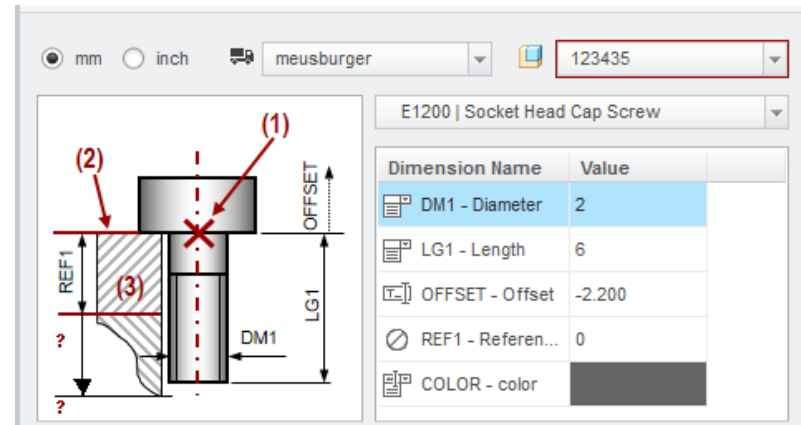 mm inch meusburger 123435
E1200 | Socket Head Cap Screw
(1)
(2)
OFFSET
REF1
(3)
LG1
?
DM1
?
Dimension Name Value
DM1 - Diameter 2
LG1 - Length 6
OFFSET - Offset -2.200
REF1 - Referen... 0
COLOR - color